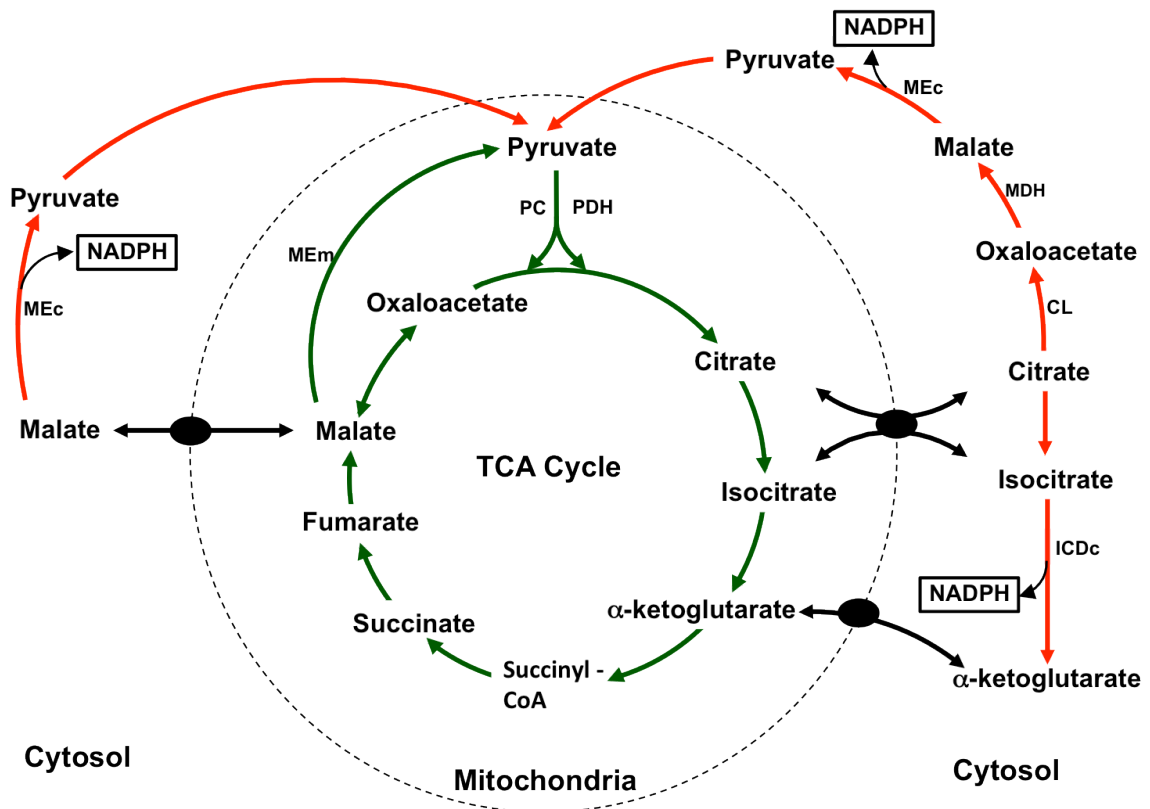 NADPH
Pyruvate
MEc
Malate
MDH
Oxaloacetate
CL
Citrate
Isocitrate
ICDc
NADPH
α-ketoglutarate
Cytosol
Pyruvate
PC
PDH
MEm
Oxaloacetate
Citrate
Malate
TCA Cycle
Isocitrate
Fumarate
α-ketoglutarate
Succinate
Succinyl -
CoA
Mitochondria
Pyruvate
NADPH
MEc
Malate
Cytosol